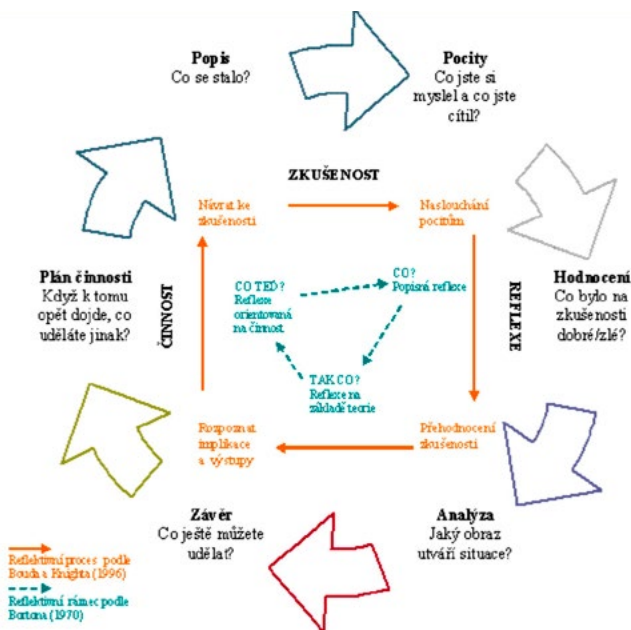 Popis
Co se stalo?
Pocity
Co jste si
myslel a co jste
cítil?
ZKUŠENOST
Návrat ke
zkušenosti
Naslouchání
pocitům
Plán činnosti
Když k tomu
opět dojde, co
uděláte jinak?
ČINNOST
CO TEĎ?
Reflexe
orientovaná
na činnost
CO?
Popisná reflexe
REFLEXE
Hodnocení
Co bylo na
zkušenosti
dobré/zlé?
TAK CO?
Reflexe na
základě teorie
Rozpoznat
implikace
a výstupy
Přehodnocení
zkušenosti
Závěr
Co ještě můžete
udělat?
Analýza
Jaký obraz
utváří situace?
Reflektivní proces podle
Bouda a Knighta (1996)
Reflektivní rámec podle
Bortona (1970)